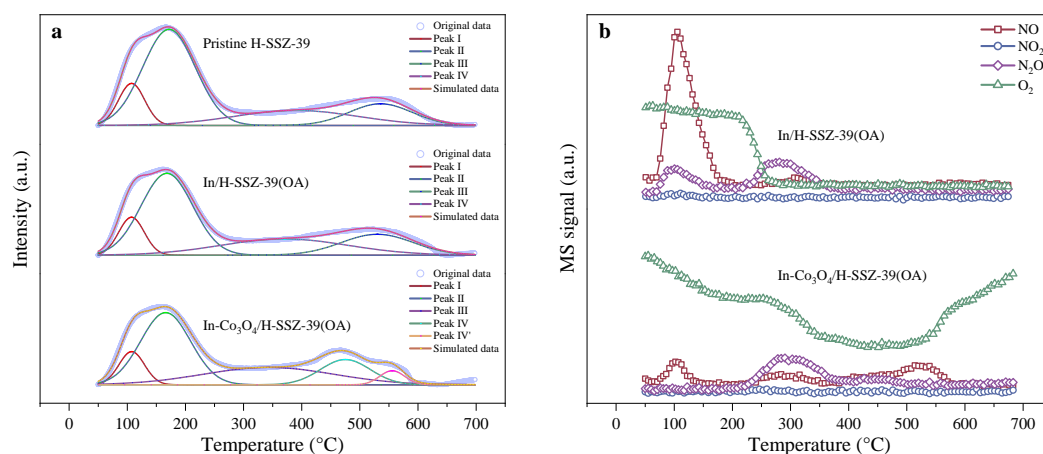 a
Pristine H-SSZ-39
Original data
Peak I
Peak II
Peak III
Peak IV
Simulated data
In/H-SSZ-39(OA)
Original data
Peak I
Peak II
Peak III
Peak IV
Simulated data
In-Co₃O₄/H-SSZ-39(OA)
Original data
Peak I
Peak II
Peak III
Peak IV
Peak IV'
Simulated data
Intensity (a.u.)
0 100 200 300 400 500 600 700
Temperature (°C)
b
NO
NO₂
N₂O
O₂
In/H-SSZ-39(OA)
In-Co₃O₄/H-SSZ-39(OA)
MS signal (a.u.)
0 100 200 300 400 500 600 700
Temperature (°C)